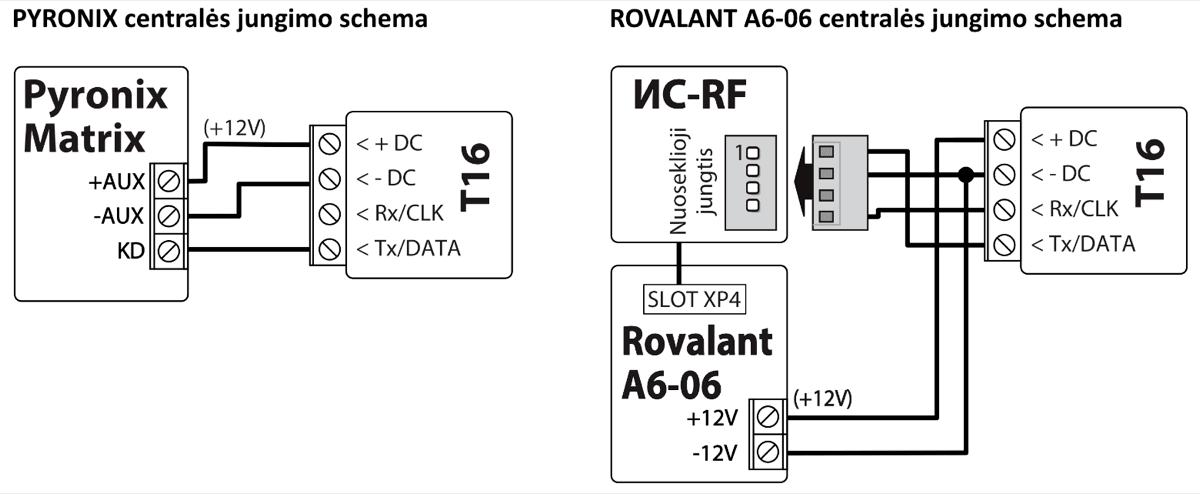 PYRONIX centralės jungimo schema
Pyronix
Matrix
(+12V)
+AUX
-AUX
KD
< + DC
< - DC
< Rx/CLK
< Tx/DATA
T16
ROVALANT A6-06 centralės jungimo schema
ИС-RF
Nuoseklioji
jungtis
1
< + DC
< - DC
< Rx/CLK
< Tx/DATA
T16
SLOT XP4
Rovalant
A6-06
(+12V)
+12V
-12V